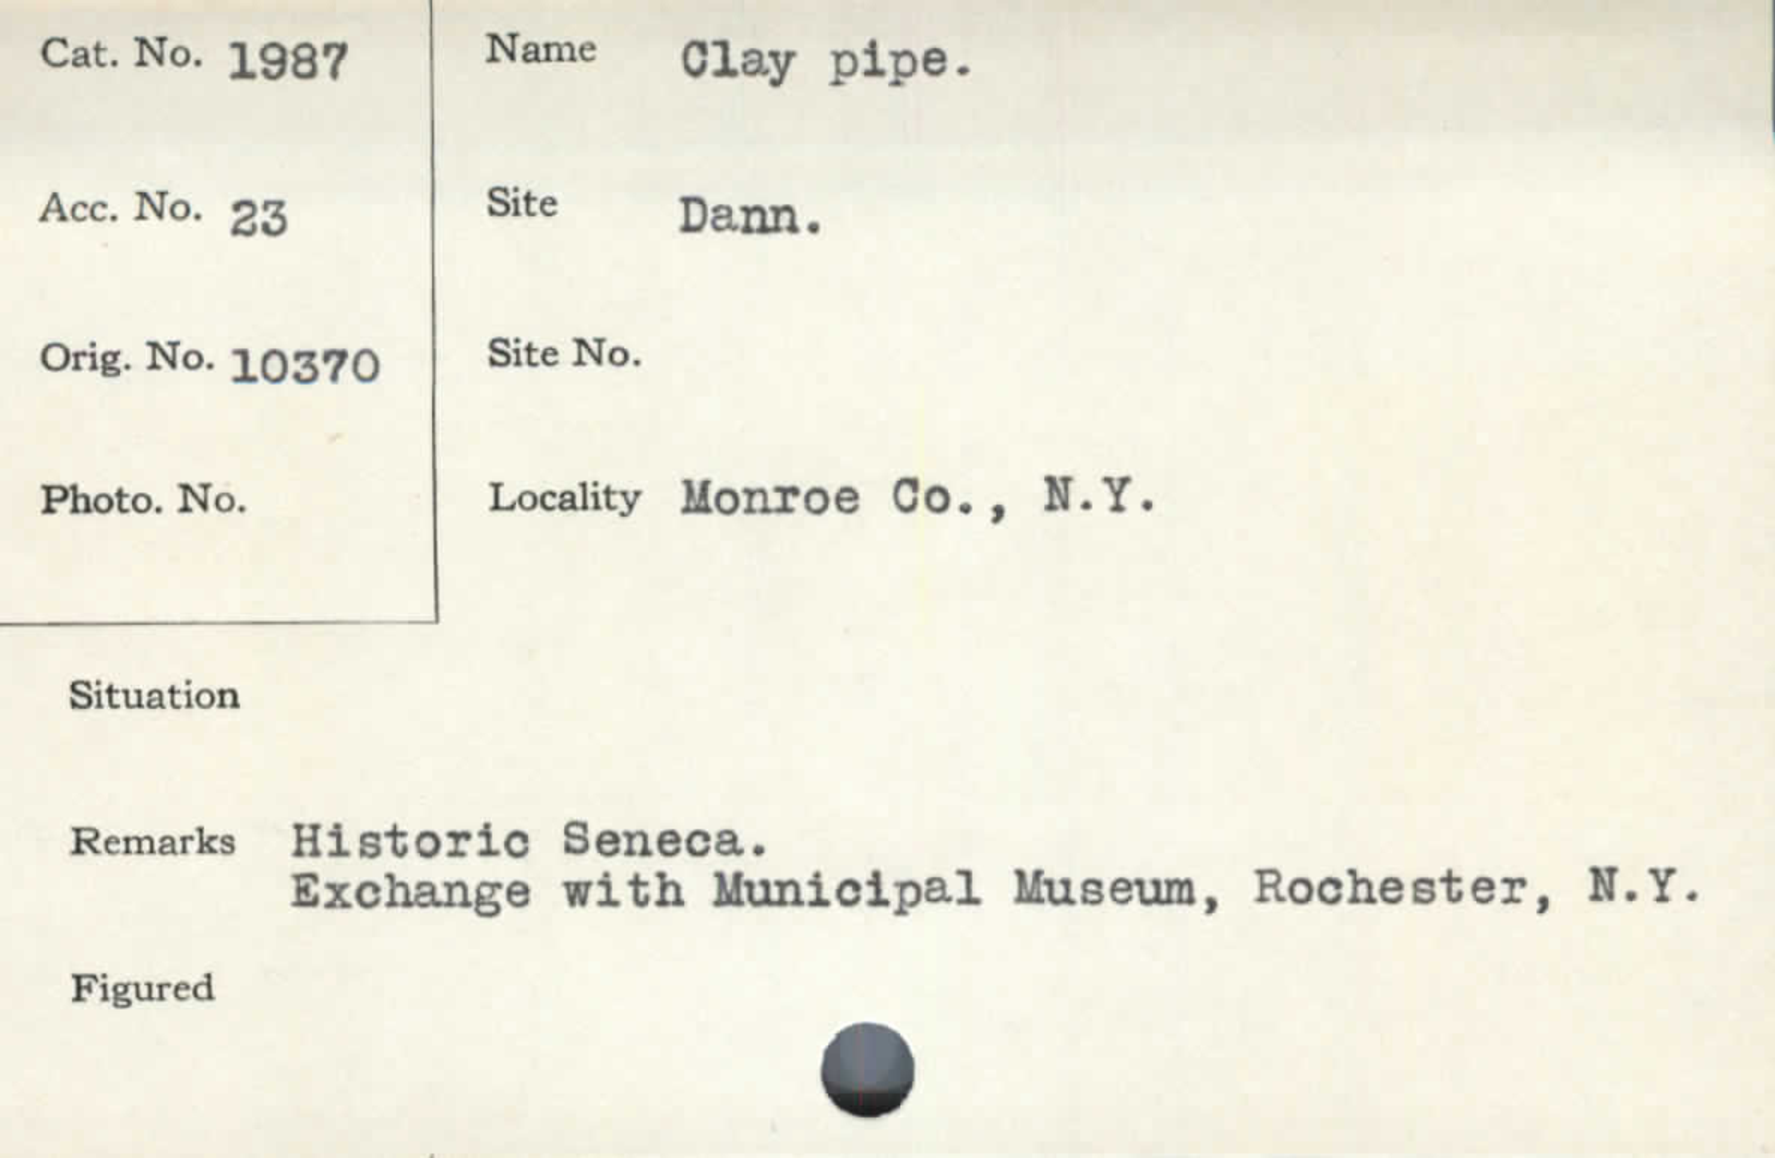 Cat. No. 1987
Name Clay pipe.
Acc. No. 23
Site Dann.
Orig. No. 10370
Site No.
Photo. No.
Locality Monroe Co., N.Y.
Situation
Remarks Historic Seneca.
Exchange with Municipal Museum, Rochester, N.Y.
Figured